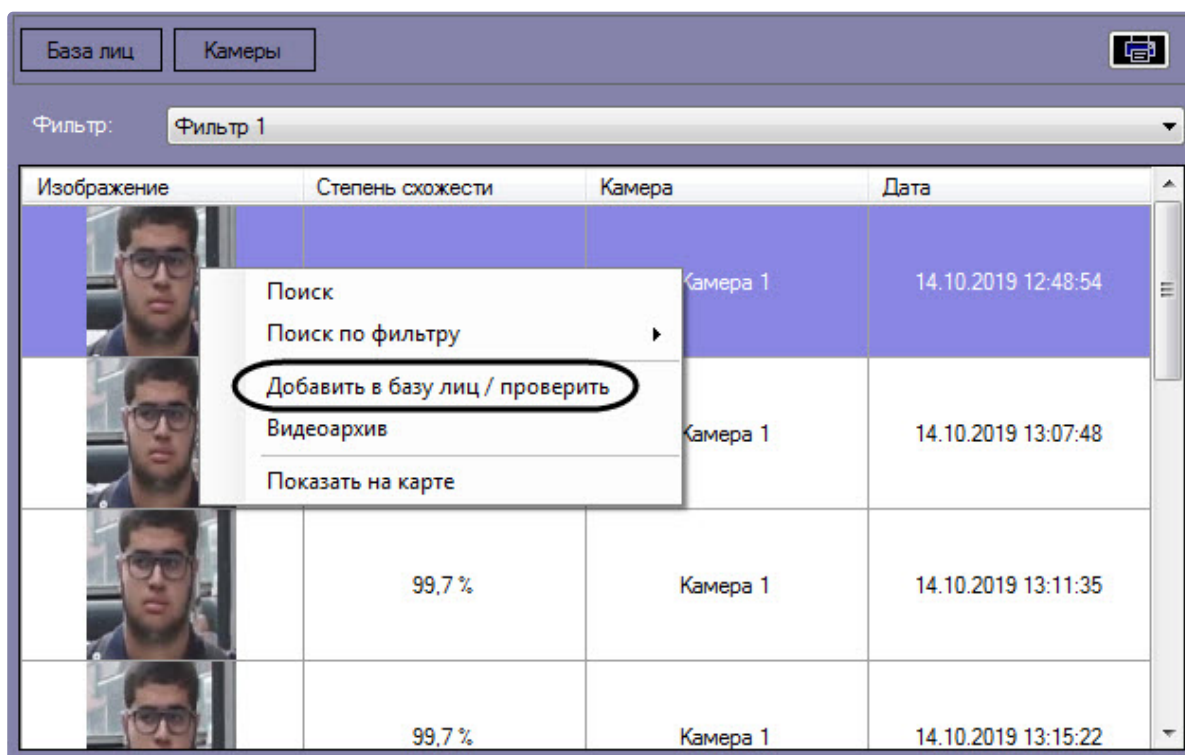 База лиц Камеры
Фильтр: Фильтр 1
Изображение Степень схожести Камера Дата
Камера 1 14.10.2019 12:48:54
Поиск
Поиск по фильтру
Добавить в базу лиц / проверить
Видеоархив
Камера 1 14.10.2019 13:07:48
Показать на карте
99,7 % Камера 1 14.10.2019 13:11:35
99,7 % Камера 1 14.10.2019 13:15:22